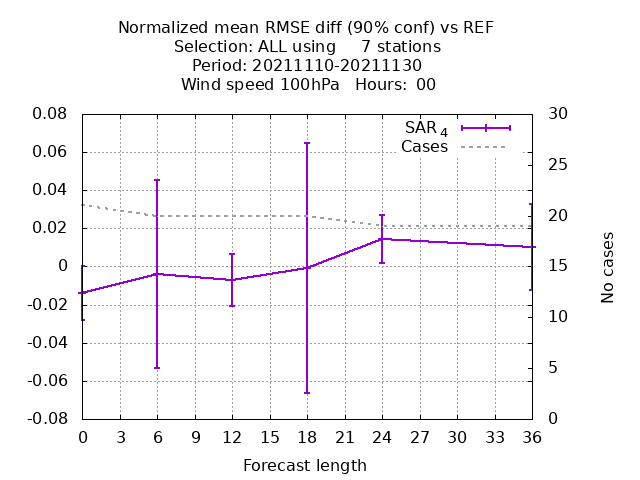 Normalized mean RMSE diff (90% conf) vs REF
Selection: ALL using     7 stations
Period: 20211110-20211130
Wind speed 100hPa   Hours:  00
0.08
0.06
0.04
0.02
0
-0.02
-0.04
-0.06
-0.08
SAR 4
Cases
30
25
20
15
10
5
0
No cases
0 3 6 9 12 15 18 21 24 27 30 33 36
Forecast length